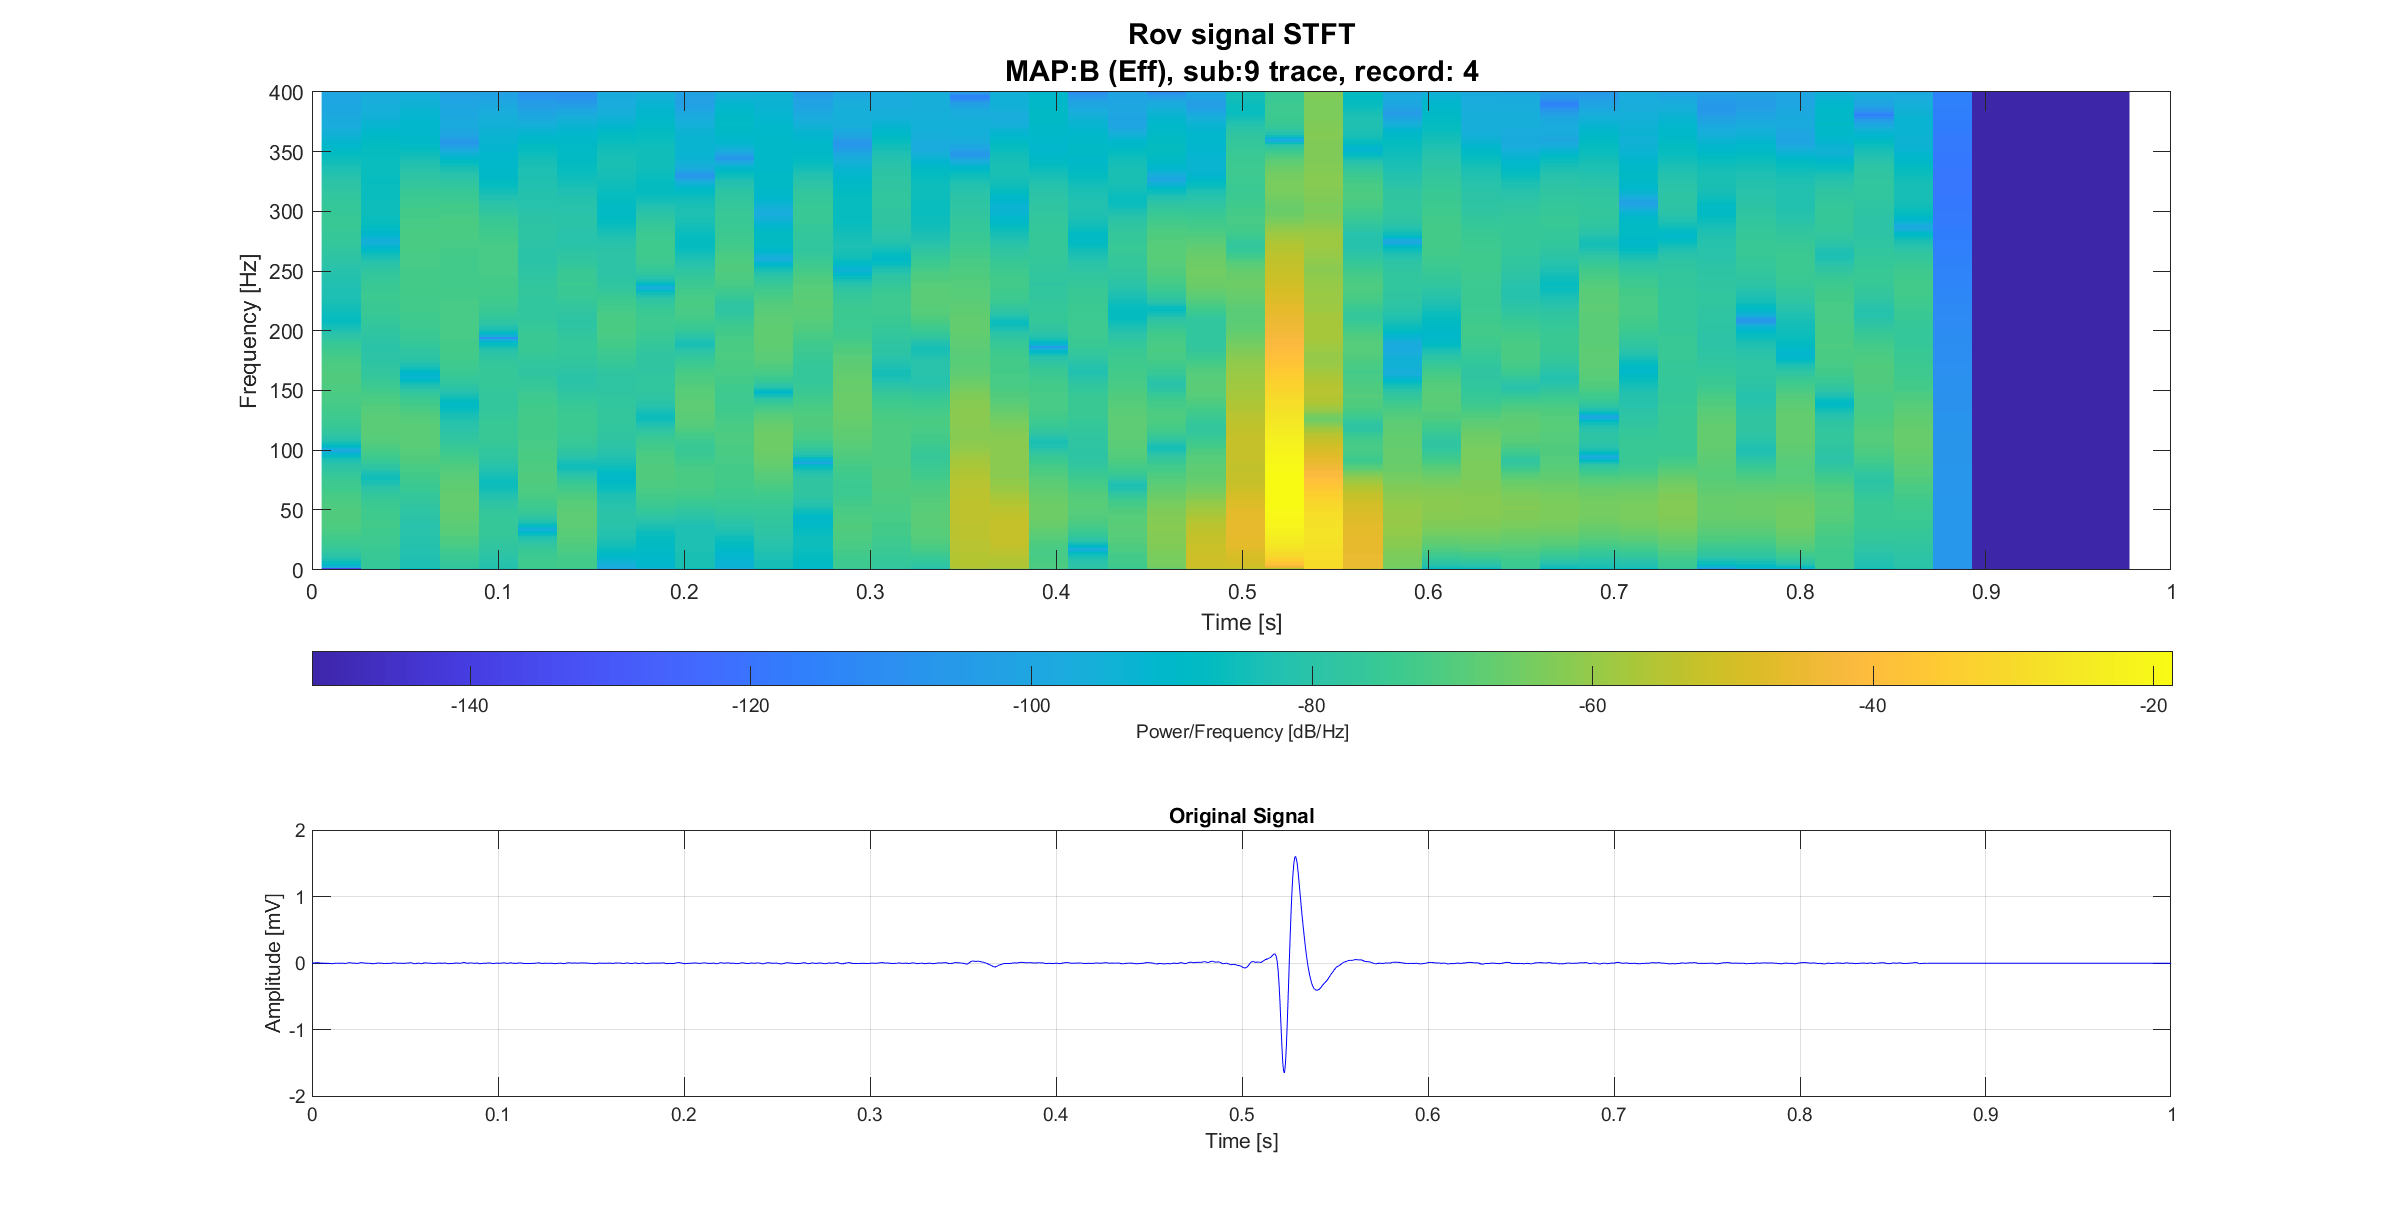 Rov signal STFT
MAP:B (Eff), sub:9 trace, record: 4
400
350
300
250
200
150
100
50
0
Frequency [Hz]
0 0.1 0.2 0.3 0.4 0.5 0.6 0.7 0.8 0.9 1
Time [s]
-140 -120 -100 -80 -60 -40 -20
Power/Frequency [dB/Hz]
Original Signal
2
1
0
-1
-2
Amplitude [mV]
0 0.1 0.2 0.3 0.4 0.5 0.6 0.7 0.8 0.9 1
Time [s]